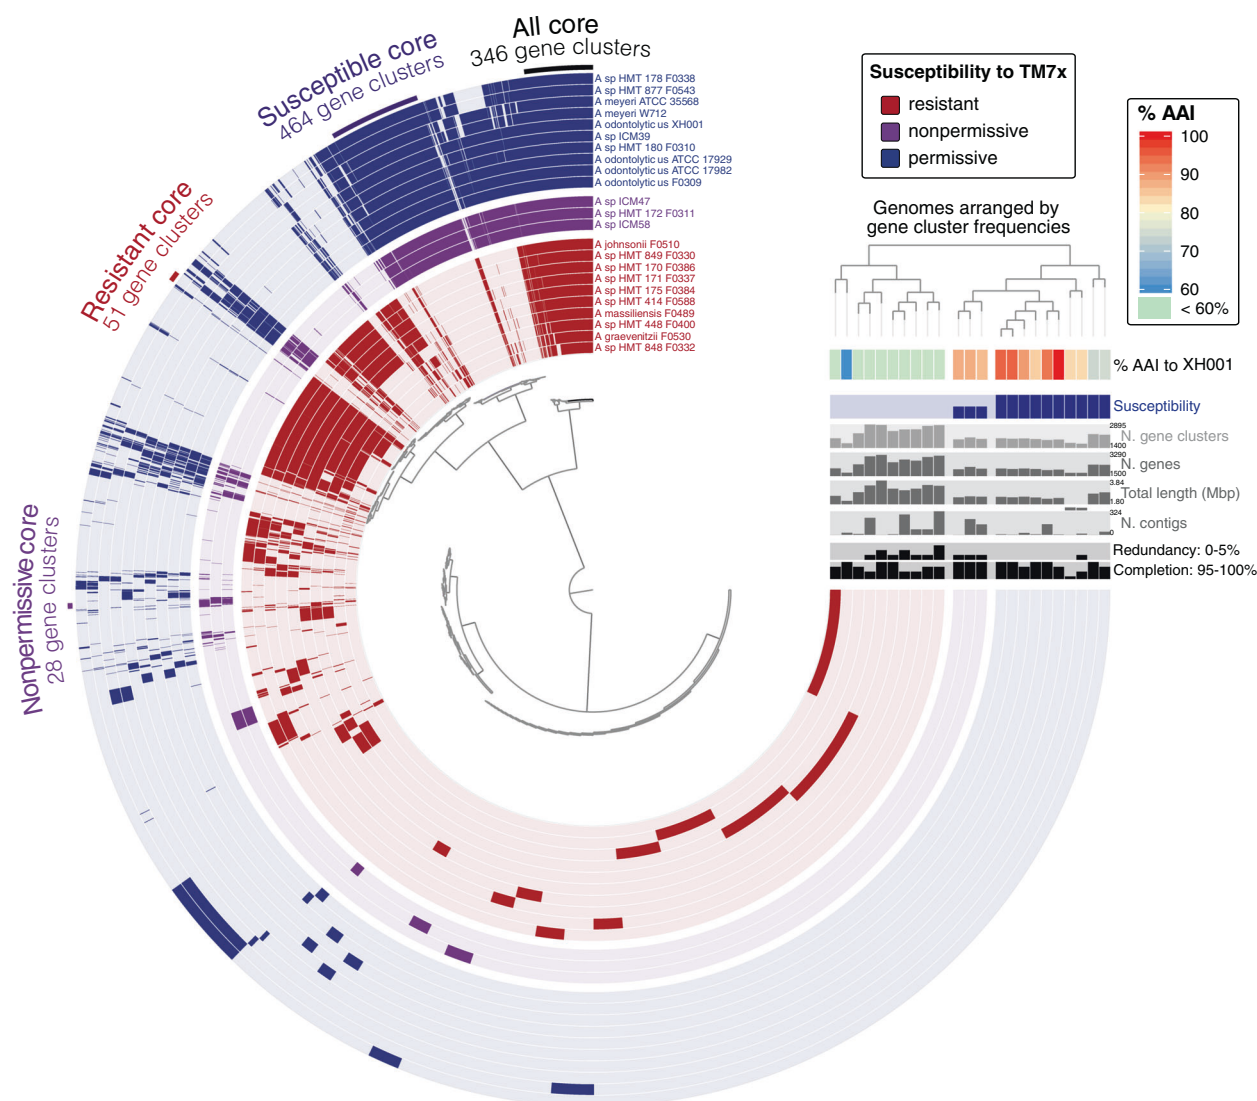 All core
346 gene clusters
Susceptible core
464 gene clusters
Resistant core
51 gene clusters
Nonpermissive core
28 gene clusters
A sp HMT 178 F0338
A sp HMT 877 F0543
A meyeri ATCC 35568
A meyeri W712
A odontolyticus XH001
A sp ICM39
A sp HMT 180 F0310
A odontolyticus ATCC 17929
A odontolyticus ATCC 17982
A odontolyticus F0309
A sp ICM47
A sp HMT 172 F0311
A sp ICM58
A johnsonii F0510
A sp HMT 849 F0330
A sp HMT 170 F0386
A sp HMT 171 F0337
A sp HMT 175 F0384
A sp HMT 414 F0588
A massiliensis F0489
A sp HMT 448 F0400
A graevenitzii F0530
A sp HMT 848 F0332
Susceptibility to TM7x
resistant
nonpermissive
permissive
% AAI
100
90
80
70
60
< 60%
Genomes arranged by
gene cluster frequencies
% AAI to XH001
Susceptibility
2895
N. gene clusters
1400
3290
N. genes
1500
3.84
Total length (Mbp)
1.80
324
N. contigs
0
Redundancy: 0-5%
Completion: 95-100%